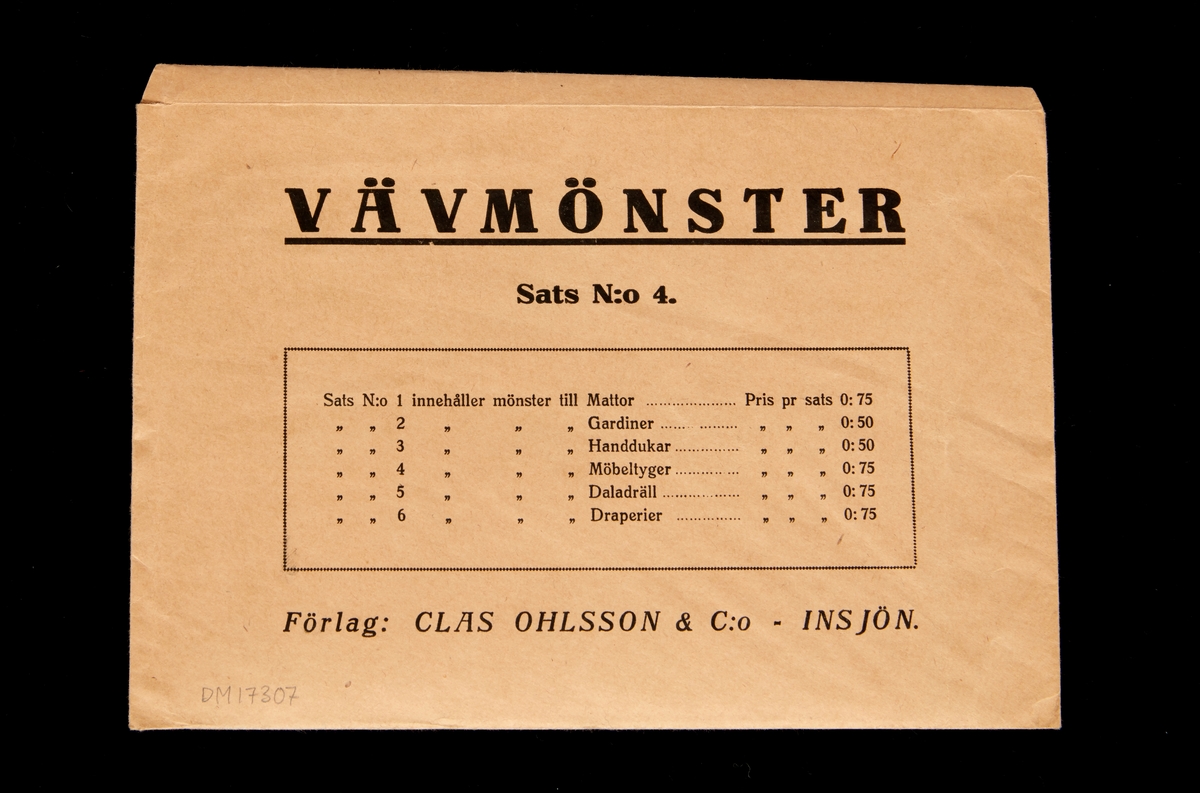 VÄVMÖNSTER
Sats N:o 4.
Sats N:o 1 innehåller mönster till Mattor ..................... Pris pr sats 0: 75
„ „ 2 „ „ „ Gardiner ...... ......... „ „ „ 0: 50
„ „ 3 „ „ „ Handdukar ............... „ „ „ 0: 50
„ „ 4 „ „ „ Möbeltyger ............... „ „ „ 0: 75
„ „ 5 „ „ „ Daladräll .................. „ „ „ 0: 75
„ „ 6 „ „ „ Draperier ............... „ „ „ 0: 75
Förlag: CLAS OHLSSON & C:o - INSJÖN.
DM17307